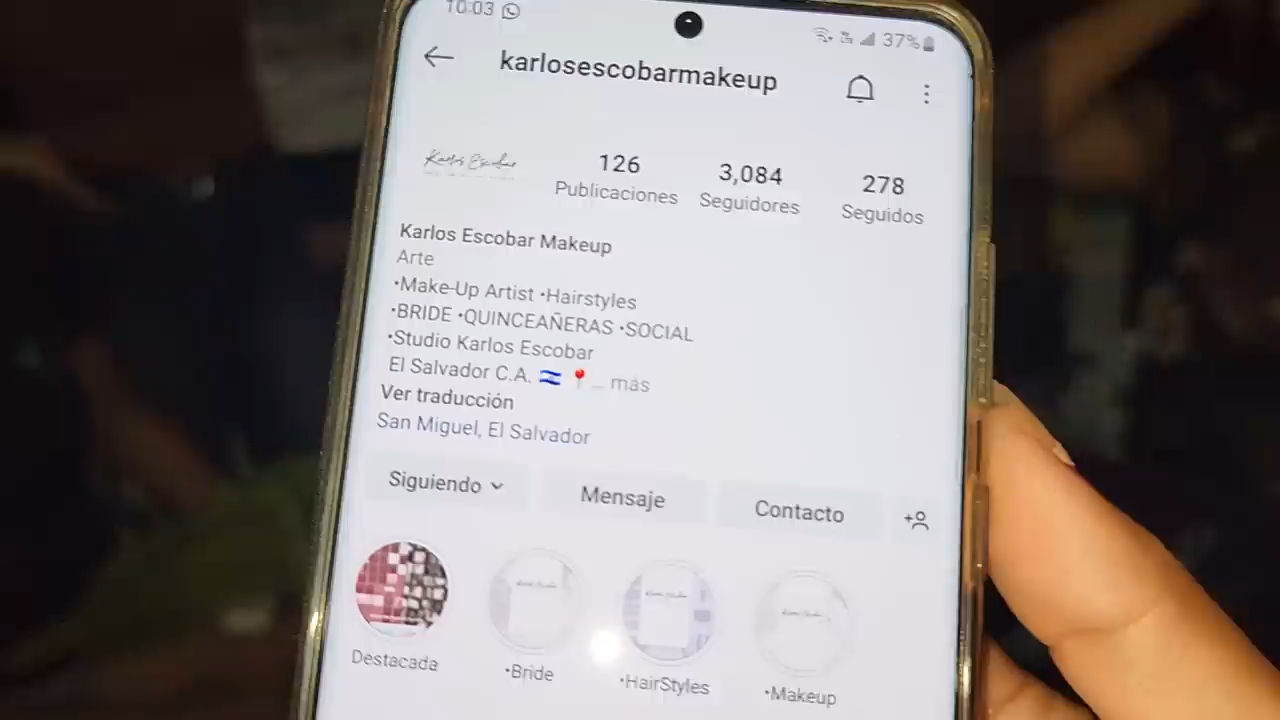 10:03
37%
karlosescobarmakeup
Karlos Escobar
126
3,084
278
Publicaciones
Seguidores
Seguidos
Karlos Escobar Makeup
Arte
•Make-Up Artist •Hairstyles
•BRIDE •QUINCEAÑERAS •SOCIAL
•Studio Karlos Escobar
El Salvador C.A. 🇸🇻 📍... más
Ver traducción
San Miguel, El Salvador
Siguiendo
Mensaje
Contacto
Destacada
•Bride
•HairStyles
•Makeup